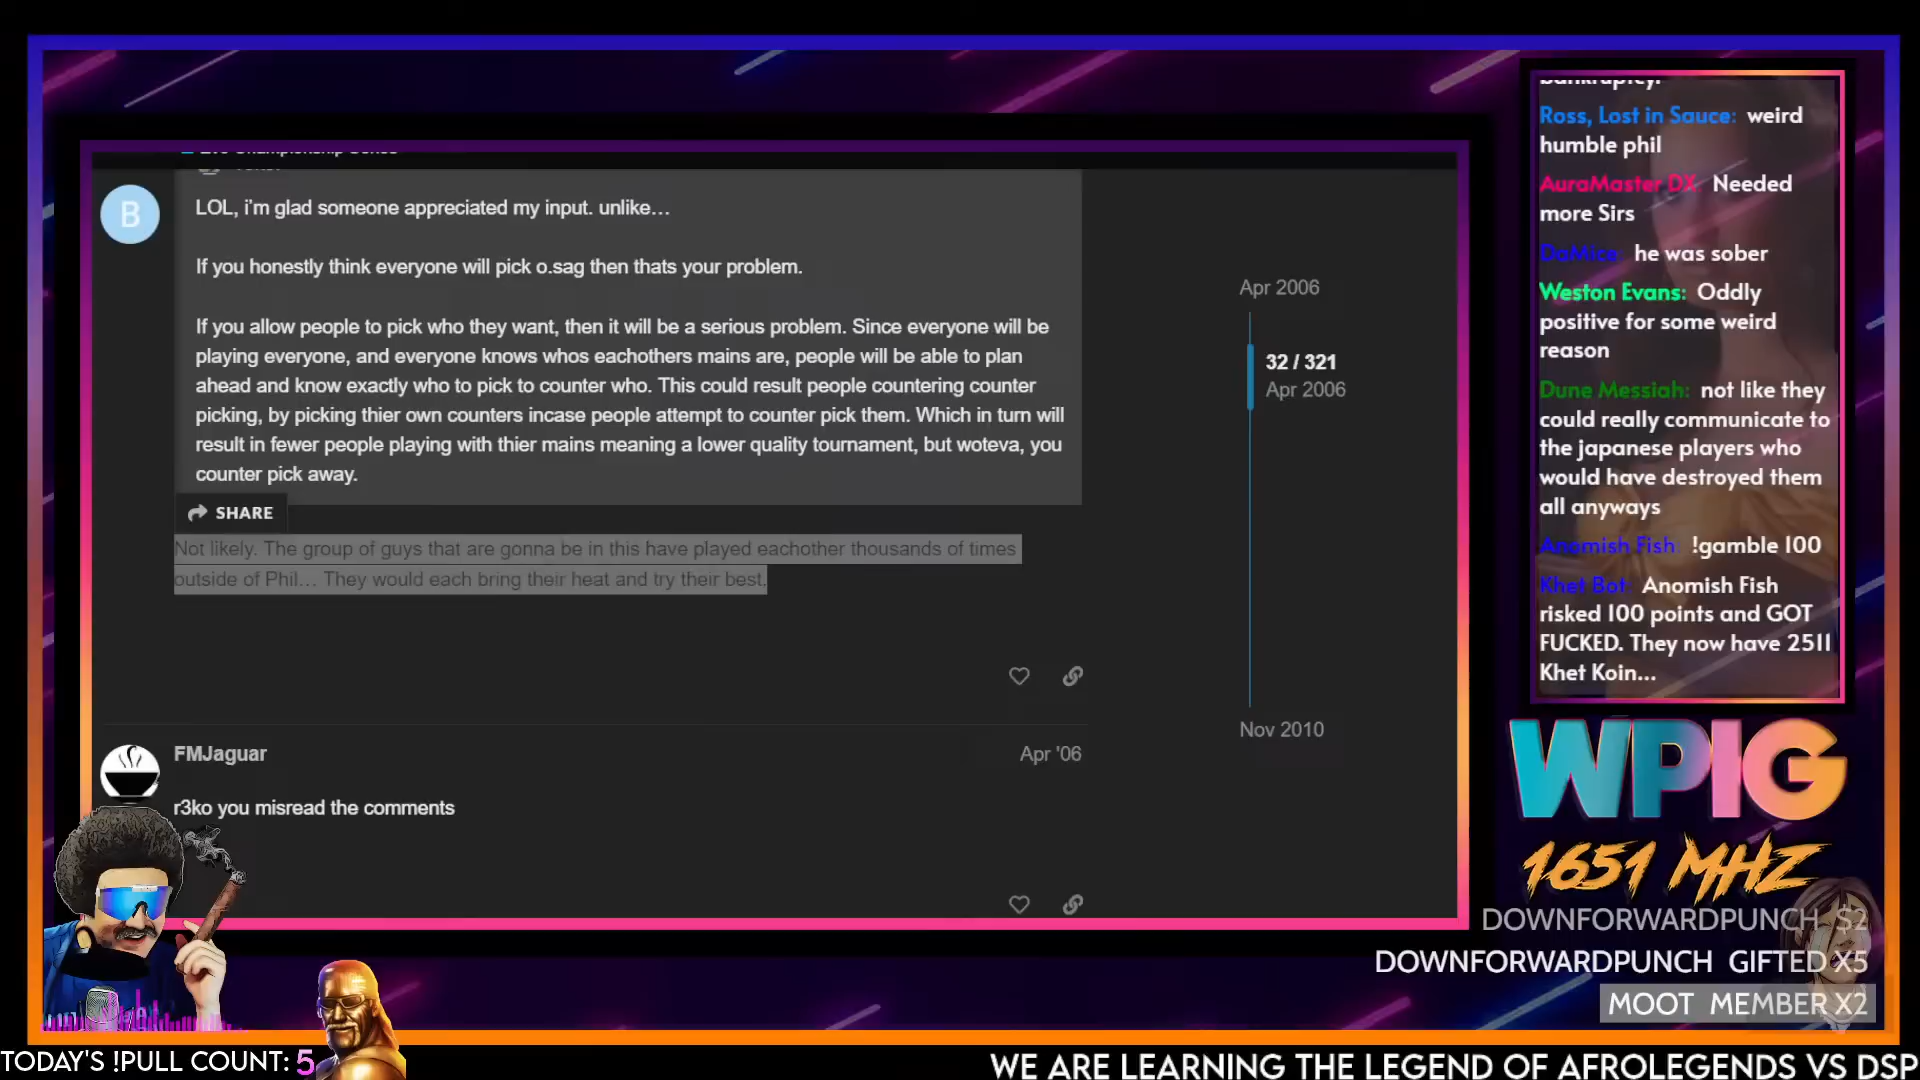 Evo Championship Series
B
LOL, i'm glad someone appreciated my input. unlike…
If you honestly think everyone will pick o.sag then thats your problem.
If you allow people to pick who they want, then it will be a serious problem. Since everyone will be
playing everyone, and everyone knows whos eachothers mains are, people will be able to plan
ahead and know exactly who to pick to counter who. This could result people countering counter
picking, by picking thier own counters incase people attempt to counter pick them. Which in turn will
result in fewer people playing with thier mains meaning a lower quality tournament, but woteva, you
counter pick away.
SHARE
Not likely. The group of guys that are gonna be in this have played eachother thousands of times
outside of Phil… They would each bring their heat and try their best.
FMJaguar
Apr '06
r3ko you misread the comments
Apr 2006
32 / 321
Apr 2006
Nov 2010
bankruptcy.
Ross, Lost in Sauce: weird
humble phil
AuraMaster DX: Needed
more Sirs
DaMice: he was sober
Weston Evans: Oddly
positive for some weird
reason
Dune Messiah: not like they
could really communicate to
the japanese players who
would have destroyed them
all anyways
Anomish Fish: !gamble 100
Khet Bot: Anomish Fish
risked 100 points and GOT
FUCKED. They now have 2511
Khet Koin...
WPIG
1651 MHZ
DOWNFORWARDPUNCH $2
DOWNFORWARDPUNCH GIFTED X5
MOOT MEMBER X2
TODAY'S !PULL COUNT: 5
WE ARE LEARNING THE LEGEND OF AFROLEGENDS VS DSP